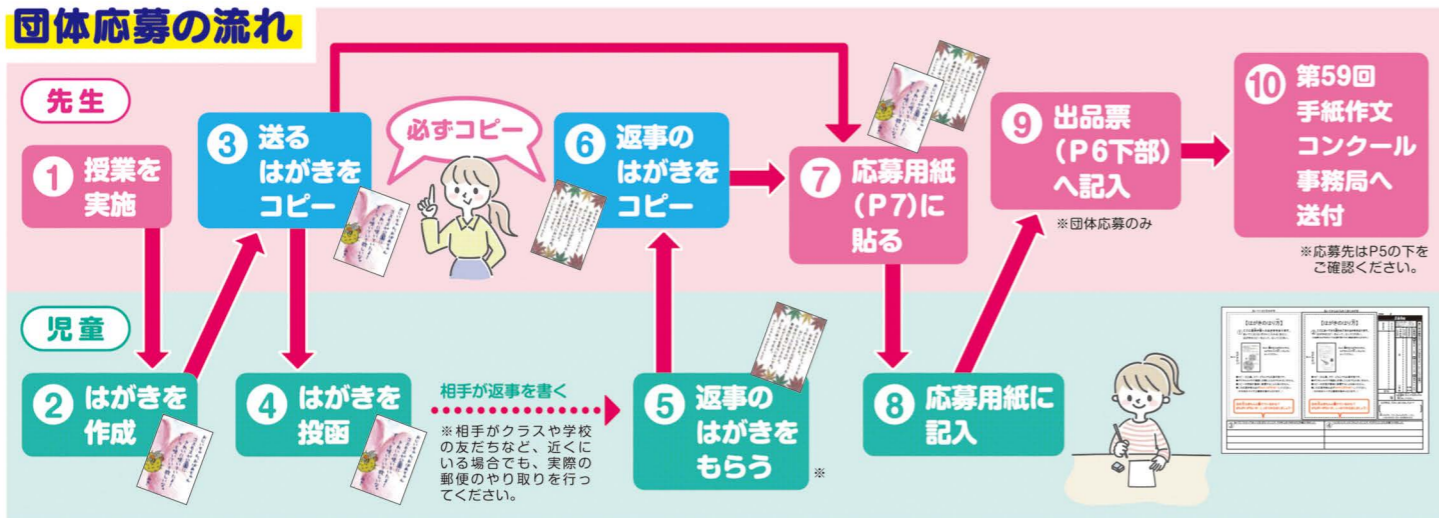 団体応募の流れ
先生
① 授業を
実施
③ 送る
はがきを
コピー
必ずコピー
⑥ 返事の
はがきを
コピー
⑦ 応募用紙
(P7)に
貼る
⑨ 出品票
(P6下部)
へ記入
※団体応募のみ
⑩ 第59回
手紙作文
コンクール
事務局へ
送付
※応募先はP5の下を
ご確認ください。
児童
② はがきを
作成
④ はがきを
投函
相手が返事を書く
※相手がクラスや学校
の友だちなど、近くに
いる場合でも、実際の
郵便のやり取りを行っ
てください。
⑤ 返事の
はがきを
もらう
※
⑧ 応募用紙に
記入